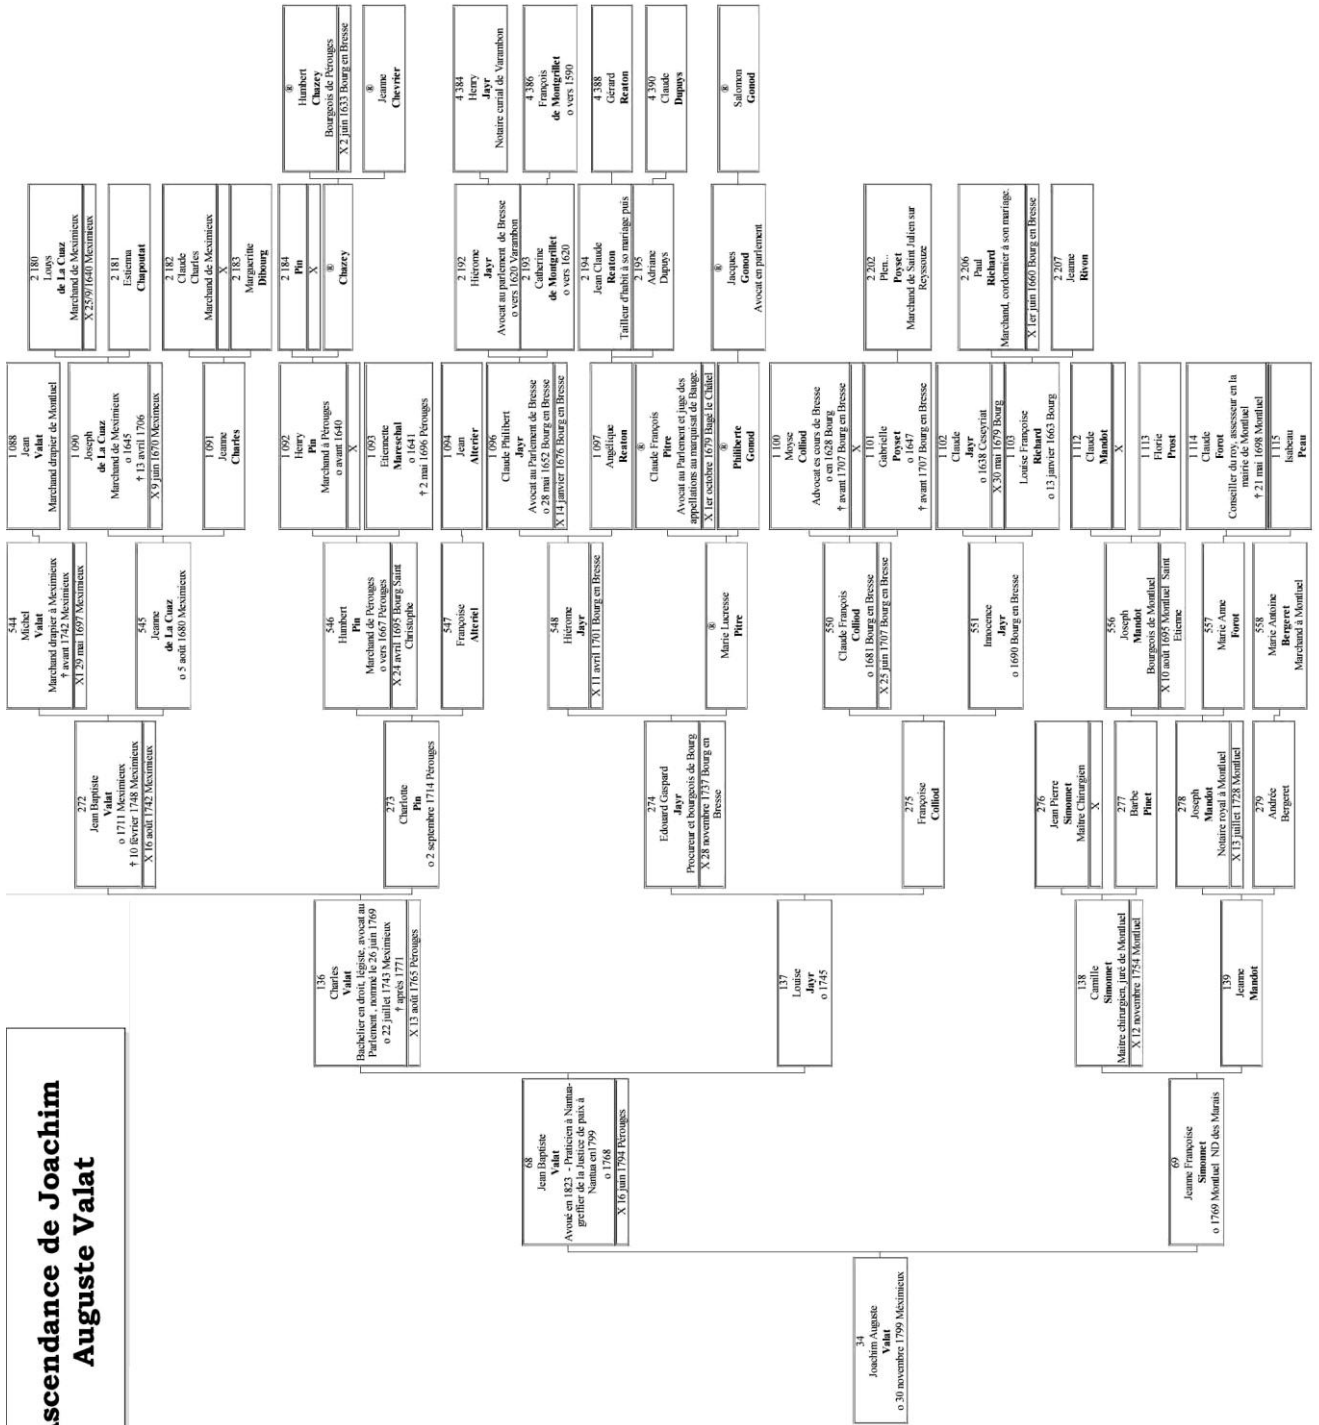 Ascendance de Joachim
Auguste Valat
34
Joachim Auguste
Valat
o 30 novembre 1799 Méximieux
68
Jean Baptiste
Valat
Avoué en 1823 - Praticien à Nantua-
greffier de la Justice de paix à
Nantua en1799
o 1768
X 16 juin 1794 Pérouges
69
Jeanne Françoise
Simonnet
o 1769 Montluel ND des Marais
136
Charles
Valat
Bachelier en droit, légiste, avocat au
Parlement , nommé le 26 juin 1769
o 22 juillet 1743 Meximieux
† après 1771
X 13 août 1765 Pérouges
137
Louise
Jayr
o 1745
138
Camille
Simonnet
Maitre chirurgien, juré de Montluel
X 12 novembre 1754 Montluel
139
Jeanne
Mandot
272
Jean Baptiste
Valat
o 1711 Meximieux
† 10 février 1748 Meximieux
X 16 août 1742 Meximieux
273
Charlotte
Pin
o 2 septembre 1714 Pérouges
274
Edouard Gaspard
Jayr
Procureur et bourgeois de Bourg
X 28 novembre 1737 Bourg en
Bresse
275
Françoise
Colliod
276
Jean Pierre
Simonnet
Maitre Chirurgien
X
277
Barbe
Pinet
278
Joseph
Mandot
Notaire royal à Montluel
X 13 juillet 1728 Montluel
279
Andrée
Bergeret
544
Michel
Valat
Marchand drapier à Meximieux
† avant 1742 Meximieux
X1 29 mai 1697 Meximieux
545
Jeanne
de La Cuaz
o 5 août 1680 Meximieux
546
Humbert
Pin
Marchand de Pérouges
o vers 1667 Pérouges
X 24 avril 1695 Bourg Saint
Christophe
547
Françoise
Alteriel
548
Hiérome
Jayr
X 11 avril 1701 Bourg en Bresse
®
Marie Lucresse
Pitre
550
Claude François
Colliod
o 1681 Bourg en Bresse
X 25 juin 1707 Bourg en Bresse
551
Innocence
Jayr
o 1690 Bourg en Bresse
556
Joseph
Mandot
Bourgeois de Montluel
X 10 août 1695 Montluel Saint
Etienne
557
Marie Anne
Forot
558
Marie Antoine
Bergeret
Marchand à Montluel
1 088
Jean
Valat
Marchand drapier de Montluel
1 090
Joseph
de La Cuaz
Marchand de Meximieux
o 1645
† 13 avril 1706
X 9 juin 1670 Meximeux
1 091
Jeanne
Charles
1 092
Henry
Pin
Marchand à Pérouges
o avant 1640
X
1 093
Etiennette
Mareschal
o 1641
† 2 mai 1696 Pérouges
1 094
Jean
Alterier
1 096
Claude Philibert
Jayr
Avocat au Parlement de Bresse
o 28 mai 1652 Bourg en Bresse
X 14 janvier 1676 Bourg en Bresse
1 097
Angélique
Reaton
®
Claude François
Pitre
Avocat au Parlement et juge des
appellations au marquisat de Bauge.
X 1er octobre 1679 Bagé le Châtel
®
Philiberte
Gonod
1 100
Moyse
Colliod
Advocat es cours de Bresse
o en 1628 Bourg
† avant 1707 Bourg en Bresse
1 101
Gabrielle
Poyset
o 1647
† avant 1707 Bourg en Bresse
1 102
Claude
Jayr
o 1638 Ceseyriat
X 30 mai 1679 Bourg
1 103
Louise Françoise
Richard
o 13 janvier 1663 Bourg
1 112
Claude
Mandot
X
1 113
Florie
Prost
1 114
Claude
Forot
Conseiller du roy, assesseur en la
mairie de Montluel
† 21 mai 1698 Montluel
1 115
Isabeau
Peau
2 180
Louys
de La Cuaz
Marchand de Meximieux
X 25/9/1640 Meximieux
2 181
Estienna
Chapoutat
2 182
Claude
Charles
Marchand de Meximieux
X
2 183
Margueritte
Dibourg
2 184
Pin
X
®
Chazey
2 192
Hiérome
Jayr
Avocat au parlement de Bresse
o vers 1620 Varambon
2 193
Catherine
de Montgrillet
o vers 1620
2 194
Jean Claude
Reaton
Tailleur d'habit à so mariage puis
2 195
Adriane
Dupuys
®
Jacques
Gonod
Avocat en parlement
2 202
Plen...
Poyset
Marchand de Saint Julien sur
Reyssouze
2 206
Paul
Richard
Marchand, cordonnier à son mariage.
X 1er juin 1660 Bourg en Bresse
2 207
Jeanne
Rivon
®
Humbert
Chazey
Bourgeois de Pérouges
X 2 juin 1633 Bourg en Bresse
®
Jeanne
Chevrier
4 384
Henry
Jayr
Notaire curial de Varambon
4 386
François
de Montgrillet
o vers 1590
4 388
Gérard
Reaton
4 390
Claude
Dupuys
®
Salomon
Gonod